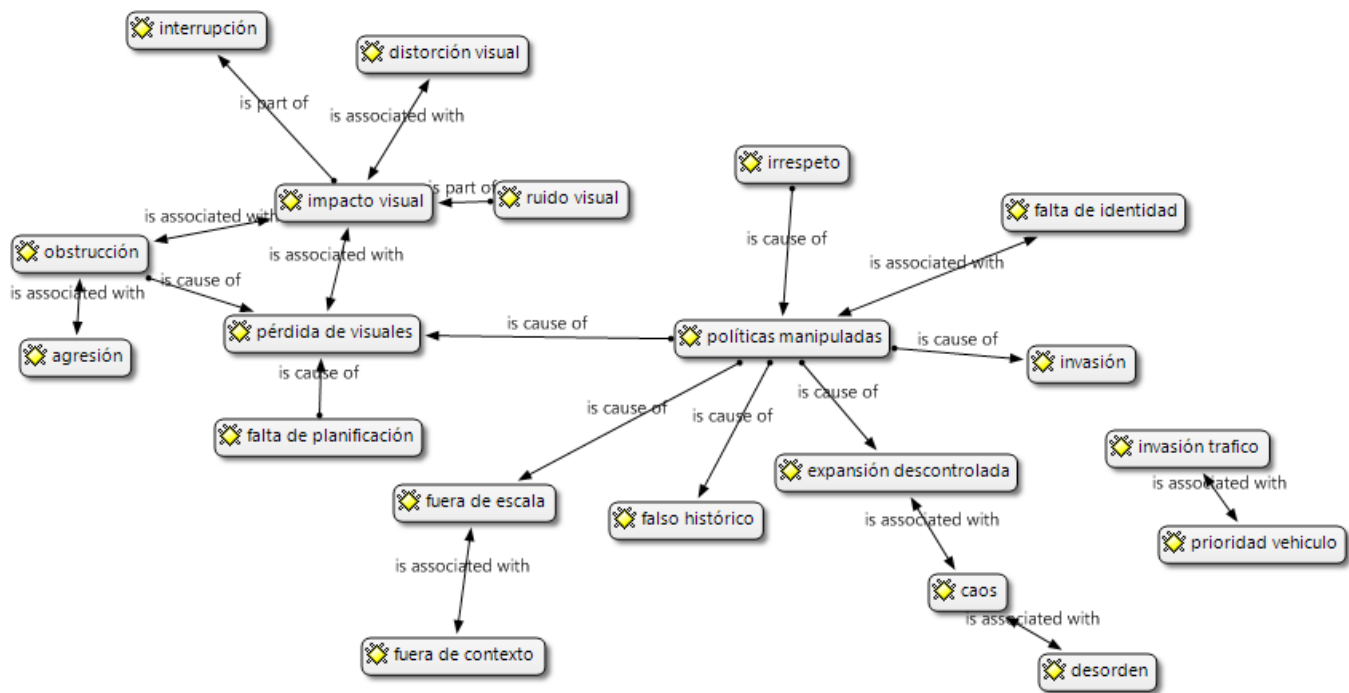 interrupción
distorción visual
is part of
is associated with
irrespeto
impacto visual
is part of
ruido visual
falta de identidad
is associated with
obstrucción
is associated with
is cause of
is associated with
is cause of
is associated with
pérdida de visuales
is cause of
políticas manipuladas
is cause of
agresión
invasión
is cause of
is cause of
is cause of
is cause of
falta de planificación
invasión trafico
expansión descontrolada
is associated with
fuera de escala
falso histórico
is associated with
prioridad vehiculo
is associated with
caos
is associated with
fuera de contexto
desorden